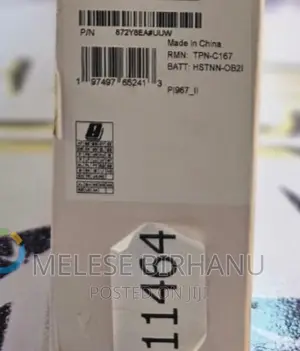 P/N 872Y8EA#UUW
Made in China
RMN: TPN-C167
BATT: HSTNN-OB2I
1 97497 65241 3
PI967_II
MELESE BIRHANU
POSTED ON JIJI
11464